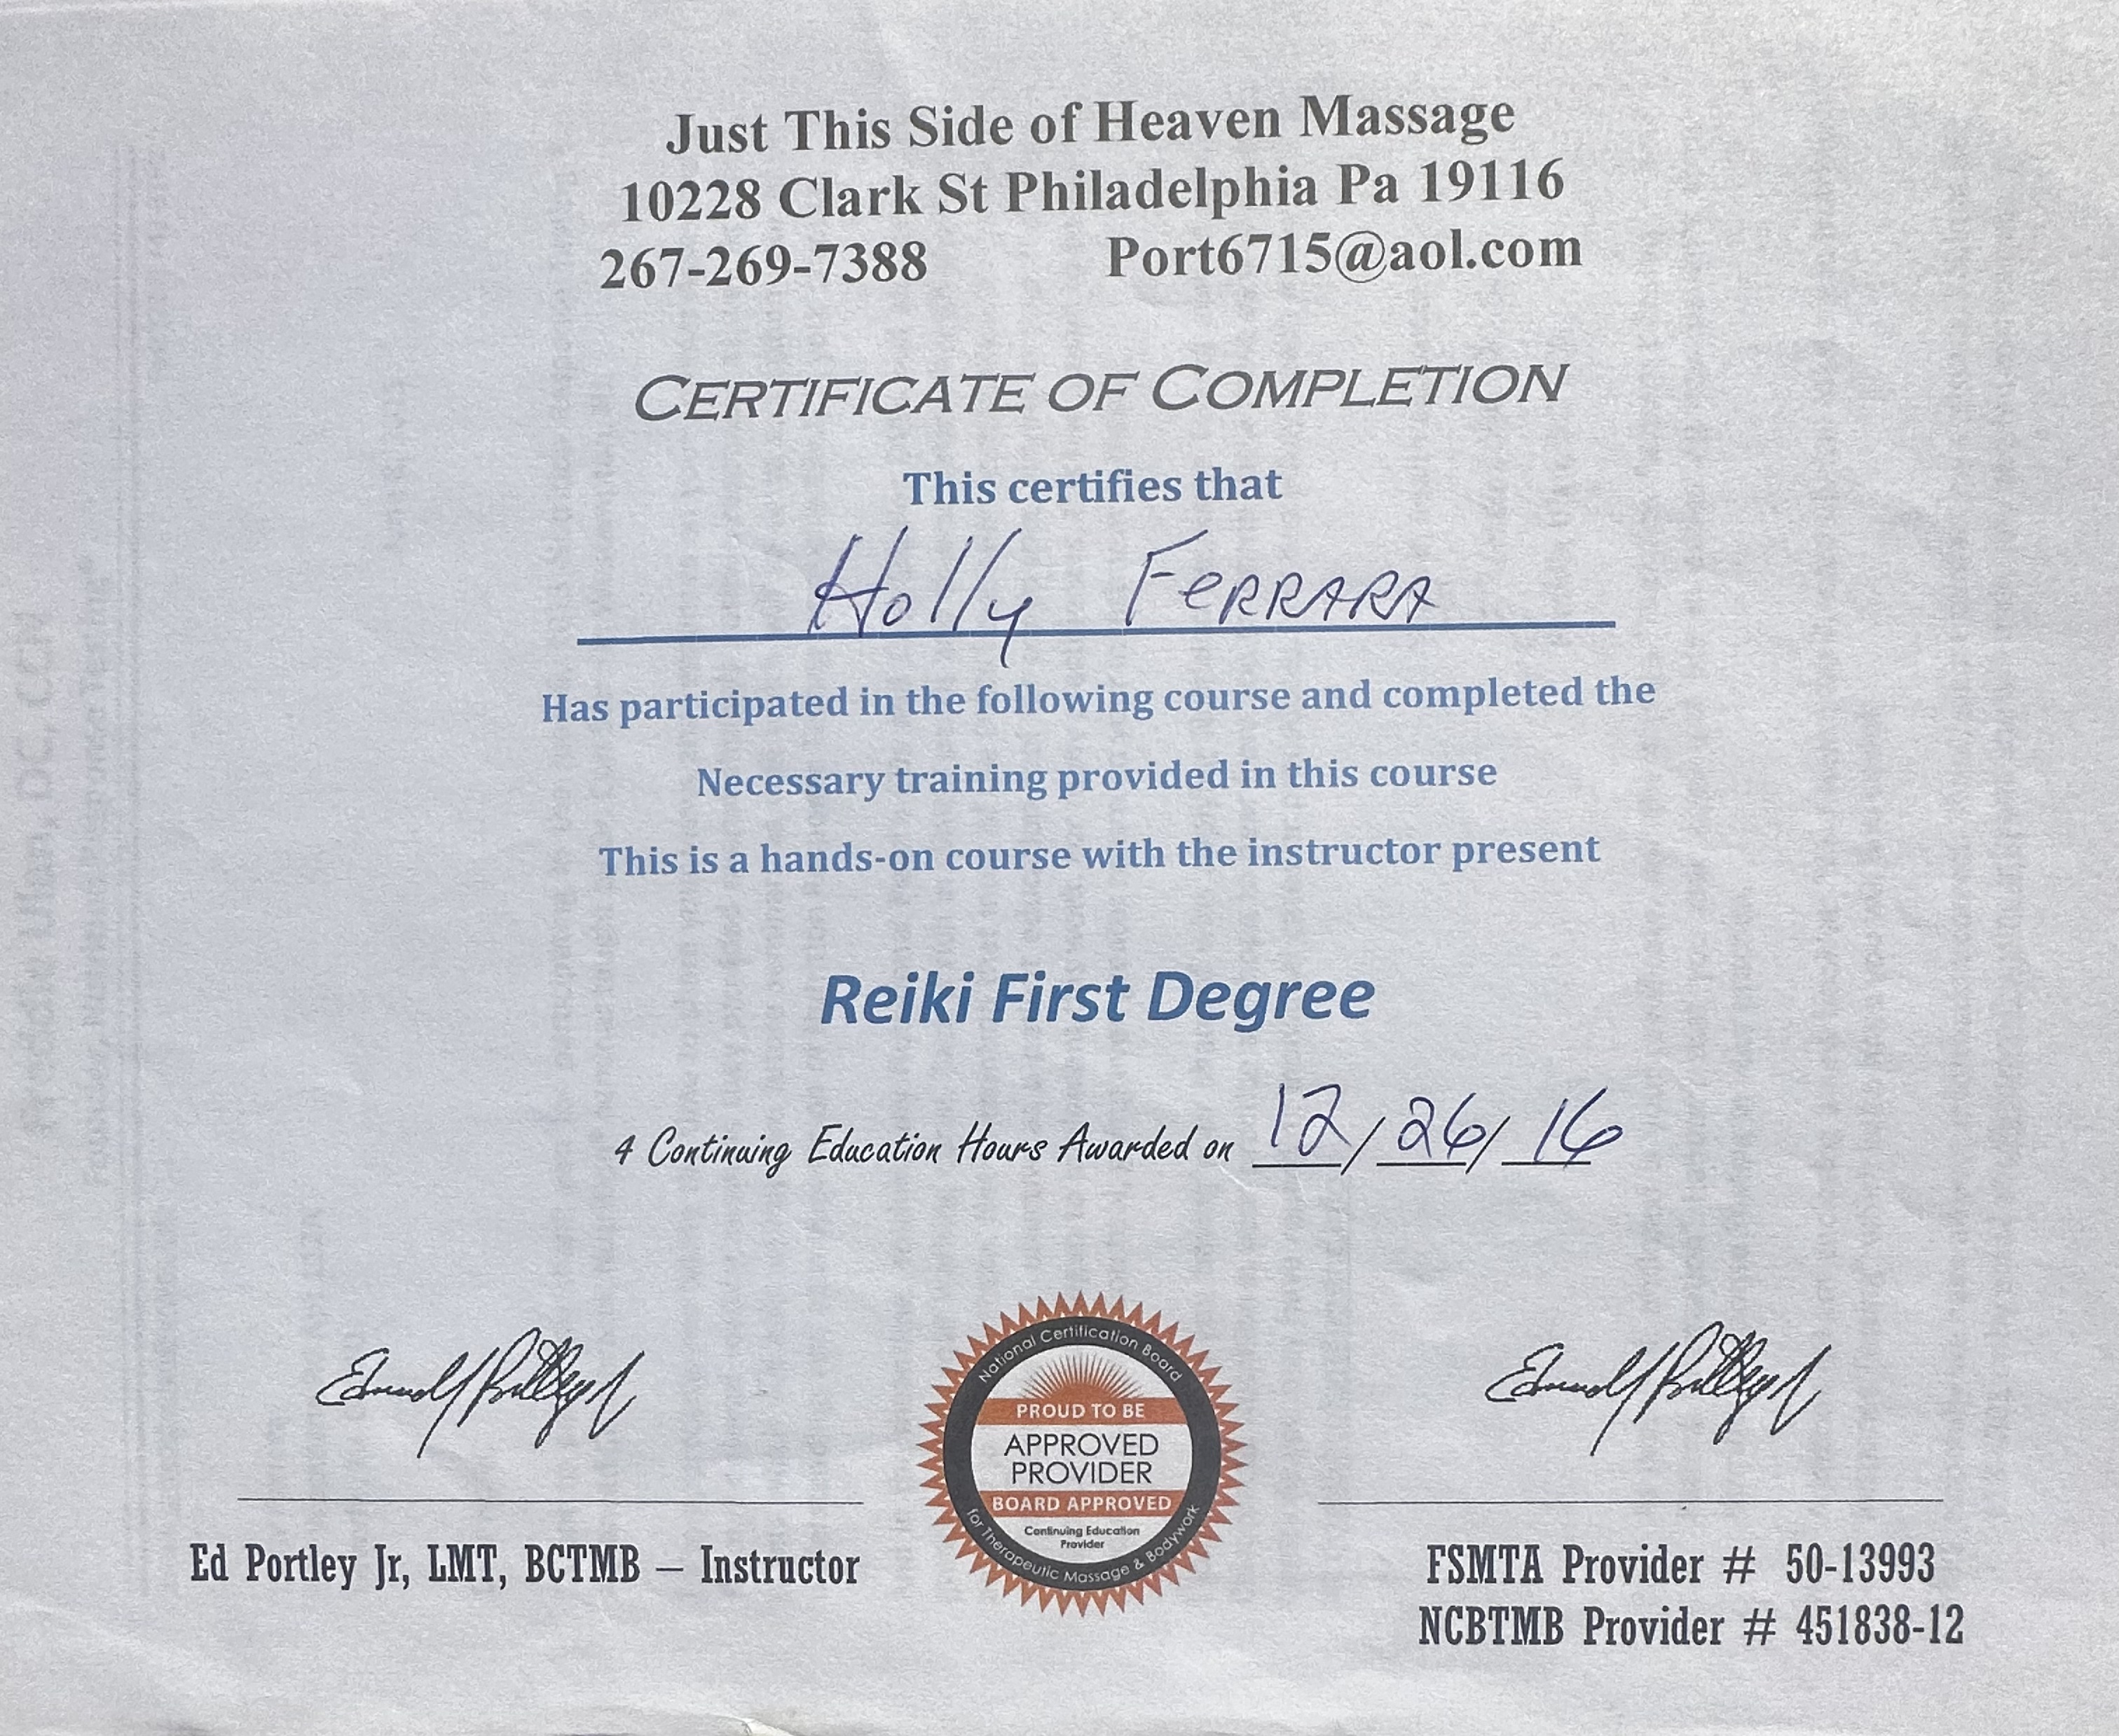 Just This Side of Heaven Massage
10228 Clark St Philadelphia Pa 19116
267-269-7388 Port6715@aol.com
CERTIFICATE OF COMPLETION
This certifies that
Holly FeRRARA
Has participated in the following course and completed the
Necessary training provided in this course
This is a hands-on course with the instructor present
Reiki First Degree
4 Continuing Education Hours Awarded on 12/26/16
National Certification Board
PROUD TO BE
APPROVED
PROVIDER
BOARD APPROVED
Continuing Education
Provider
for Therapeutic Massage & Bodywork
Ed Portley Jr, LMT, BCTMB – Instructor
FSMTA Provider # 50-13993
NCBTMB Provider # 451838-12